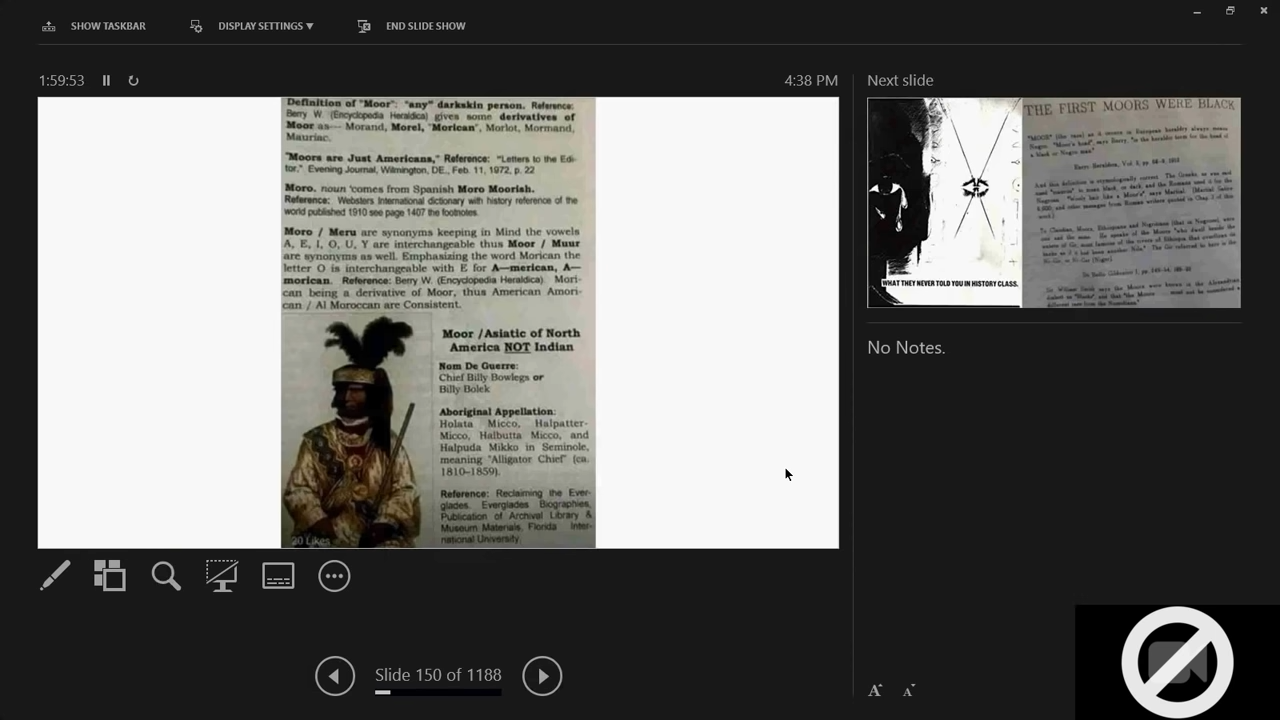 SHOW TASKBAR
DISPLAY SETTINGS ▼
END SLIDE SHOW
1:59:53
4:38 PM
Definition of "Moor": "any" darkskin person. Reference:
Berry W. (Encyclopedia Heraldica) gives some derivatives of
Moor as— Morand, Morel, "Morican", Morlot, Mormand,
Mauriac.
"Moors are Just Americans," Reference: "Letters to the Edi-
tor," Evening Journal, Wilmington, DE., Feb. 11, 1972, p. 22
Moro. noun 'comes from Spanish Moro Moorish.
Reference: Websters International dictionary with history reference of the
world published 1910 see page 1407 the footnotes.
Moro / Meru are synonyms keeping in Mind the vowels
A, E, I, O, U, Y are interchangeable thus Moor / Muur
are synonyms as well. Emphasizing the word Morican the
letter O is interchangeable with E for A—merican, A—
morican. Reference: Berry W. (Encyclopedia Heraldica). Mori-
can being a derivative of Moor, thus American Amori-
can / Al Moroccan are Consistent.
Moor /Asiatic of North
America NOT Indian
Nom De Guerre:
Chief Billy Bowlegs or
Billy Bolek
Aboriginal Appellation:
Holata Micco, Halpatter-
Micco, Halbutta Micco, and
Halpuda Mikko in Seminole,
meaning "Alligator Chief" (ca.
1810–1859).
Reference: Reclaiming the Ever-
glades. Everglades Biographies,
Publication of Archival Library &
Museum Materials, Florida Inter-
national University.
20 Likes
Slide 150 of 1188
Next slide
WHAT THEY NEVER TOLD YOU IN HISTORY CLASS.
THE FIRST MOORS WERE BLACK
No Notes.
A A